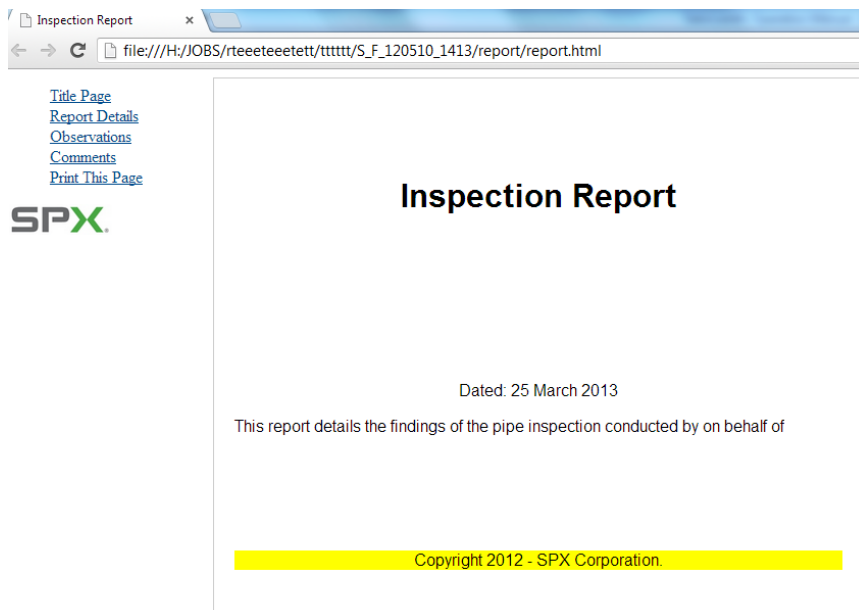 Inspection Report
file:///H:/JOBS/rteeeteeetett/tttttt/S_F_120510_1413/report/report.html
Title Page
Report Details
Observations
Comments
Print This Page
SPX.
Inspection Report
Dated: 25 March 2013
This report details the findings of the pipe inspection conducted by on behalf of
Copyright 2012 - SPX Corporation.